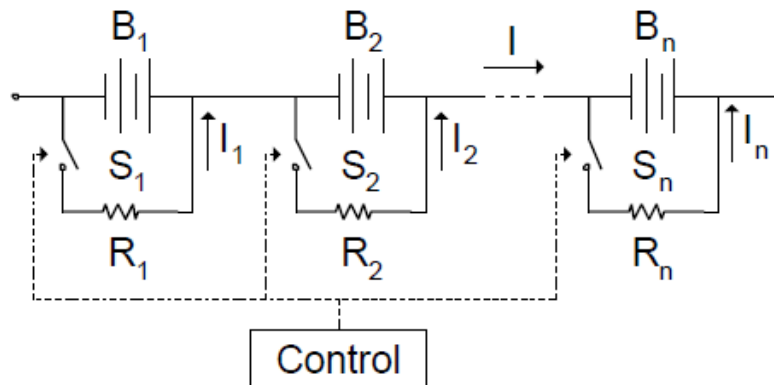 B₁ B₂ I Bₙ
S₁ I₁ S₂ I₂ Sₙ Iₙ
R₁ R₂ Rₙ
Control